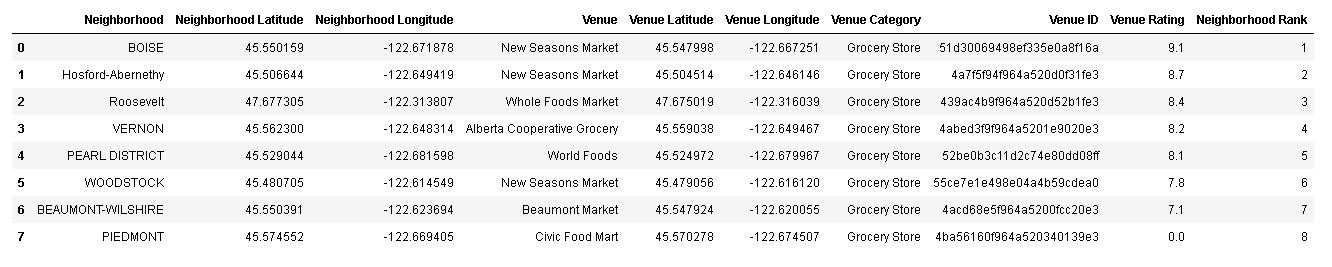 Neighborhood Neighborhood Latitude Neighborhood Longitude Venue Venue Latitude Venue Longitude Venue Category Venue ID Venue Rating Neighborhood Rank
0 BOISE 45.550159 -122.671878 New Seasons Market 45.547998 -122.667251 Grocery Store 51d30069498ef335e0a8f16a 9.1 1
1 Hosford-Abernethy 45.506644 -122.649419 New Seasons Market 45.504514 -122.646146 Grocery Store 4a7f5f94f964a520d0f31fe3 8.7 2
2 Roosevelt 47.677305 -122.313807 Whole Foods Market 47.675019 -122.316039 Grocery Store 439ac4b9f964a520d52b1fe3 8.4 3
3 VERNON 45.562300 -122.648314 Alberta Cooperative Grocery 45.559038 -122.649467 Grocery Store 4abed3f9f964a5201e9020e3 8.2 4
4 PEARL DISTRICT 45.529044 -122.681598 World Foods 45.524972 -122.679967 Grocery Store 52be0b3c11d2c74e80dd08ff 8.1 5
5 WOODSTOCK 45.480705 -122.614549 New Seasons Market 45.479056 -122.616120 Grocery Store 55ce7e1e498e04a4b59cdea0 7.8 6
6 BEAUMONT-WILSHIRE 45.550391 -122.623694 Beaumont Market 45.547924 -122.620055 Grocery Store 4acd68e5f964a5200fcc20e3 7.1 7
7 PIEDMONT 45.574552 -122.669405 Civic Food Mart 45.570278 -122.674507 Grocery Store 4ba56160f964a520340139e3 0.0 8